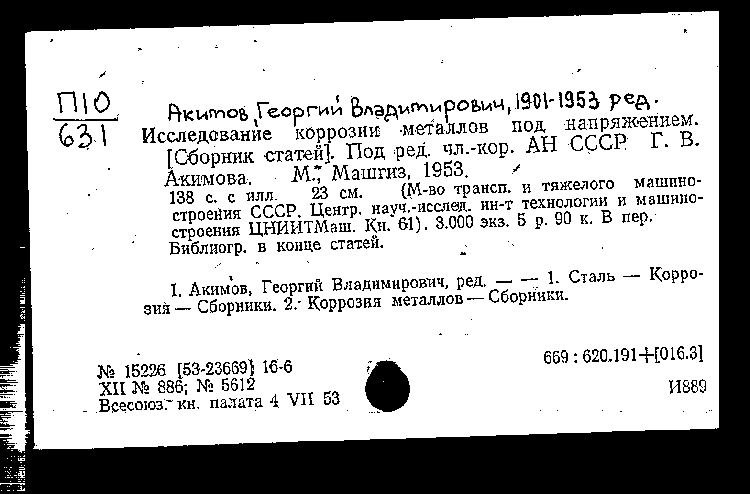 П10
631
Акимов, Георгий Владимирович, 1901-1953 ред.
Исследование коррозии металлов под напряжением.
[Сборник статей]. Под ред. чл.-кор. АН СССР Г. В.
Акимова. М., Машгиз, 1953.
138 с. с илл. 23 см. (М-во трансп. и тяжелого машино-
строения СССР. Центр. науч.-исслед. ин-т технологии и машино-
строения ЦНИИТМаш. Кн. 61). 3.000 экз. 5 р. 90 к. В пер.
Библиогр. в конце статей.
I. Акимов, Георгий Владимирович, ред. — — 1. Сталь — Корро-
зия — Сборники. 2. Коррозия металлов — Сборники.
№ 15226 [53-23669] 16-6
XII № 886; № 5612
Всесоюз. кн. палата 4 VII 53
669 : 620.191+[016.3]
И889